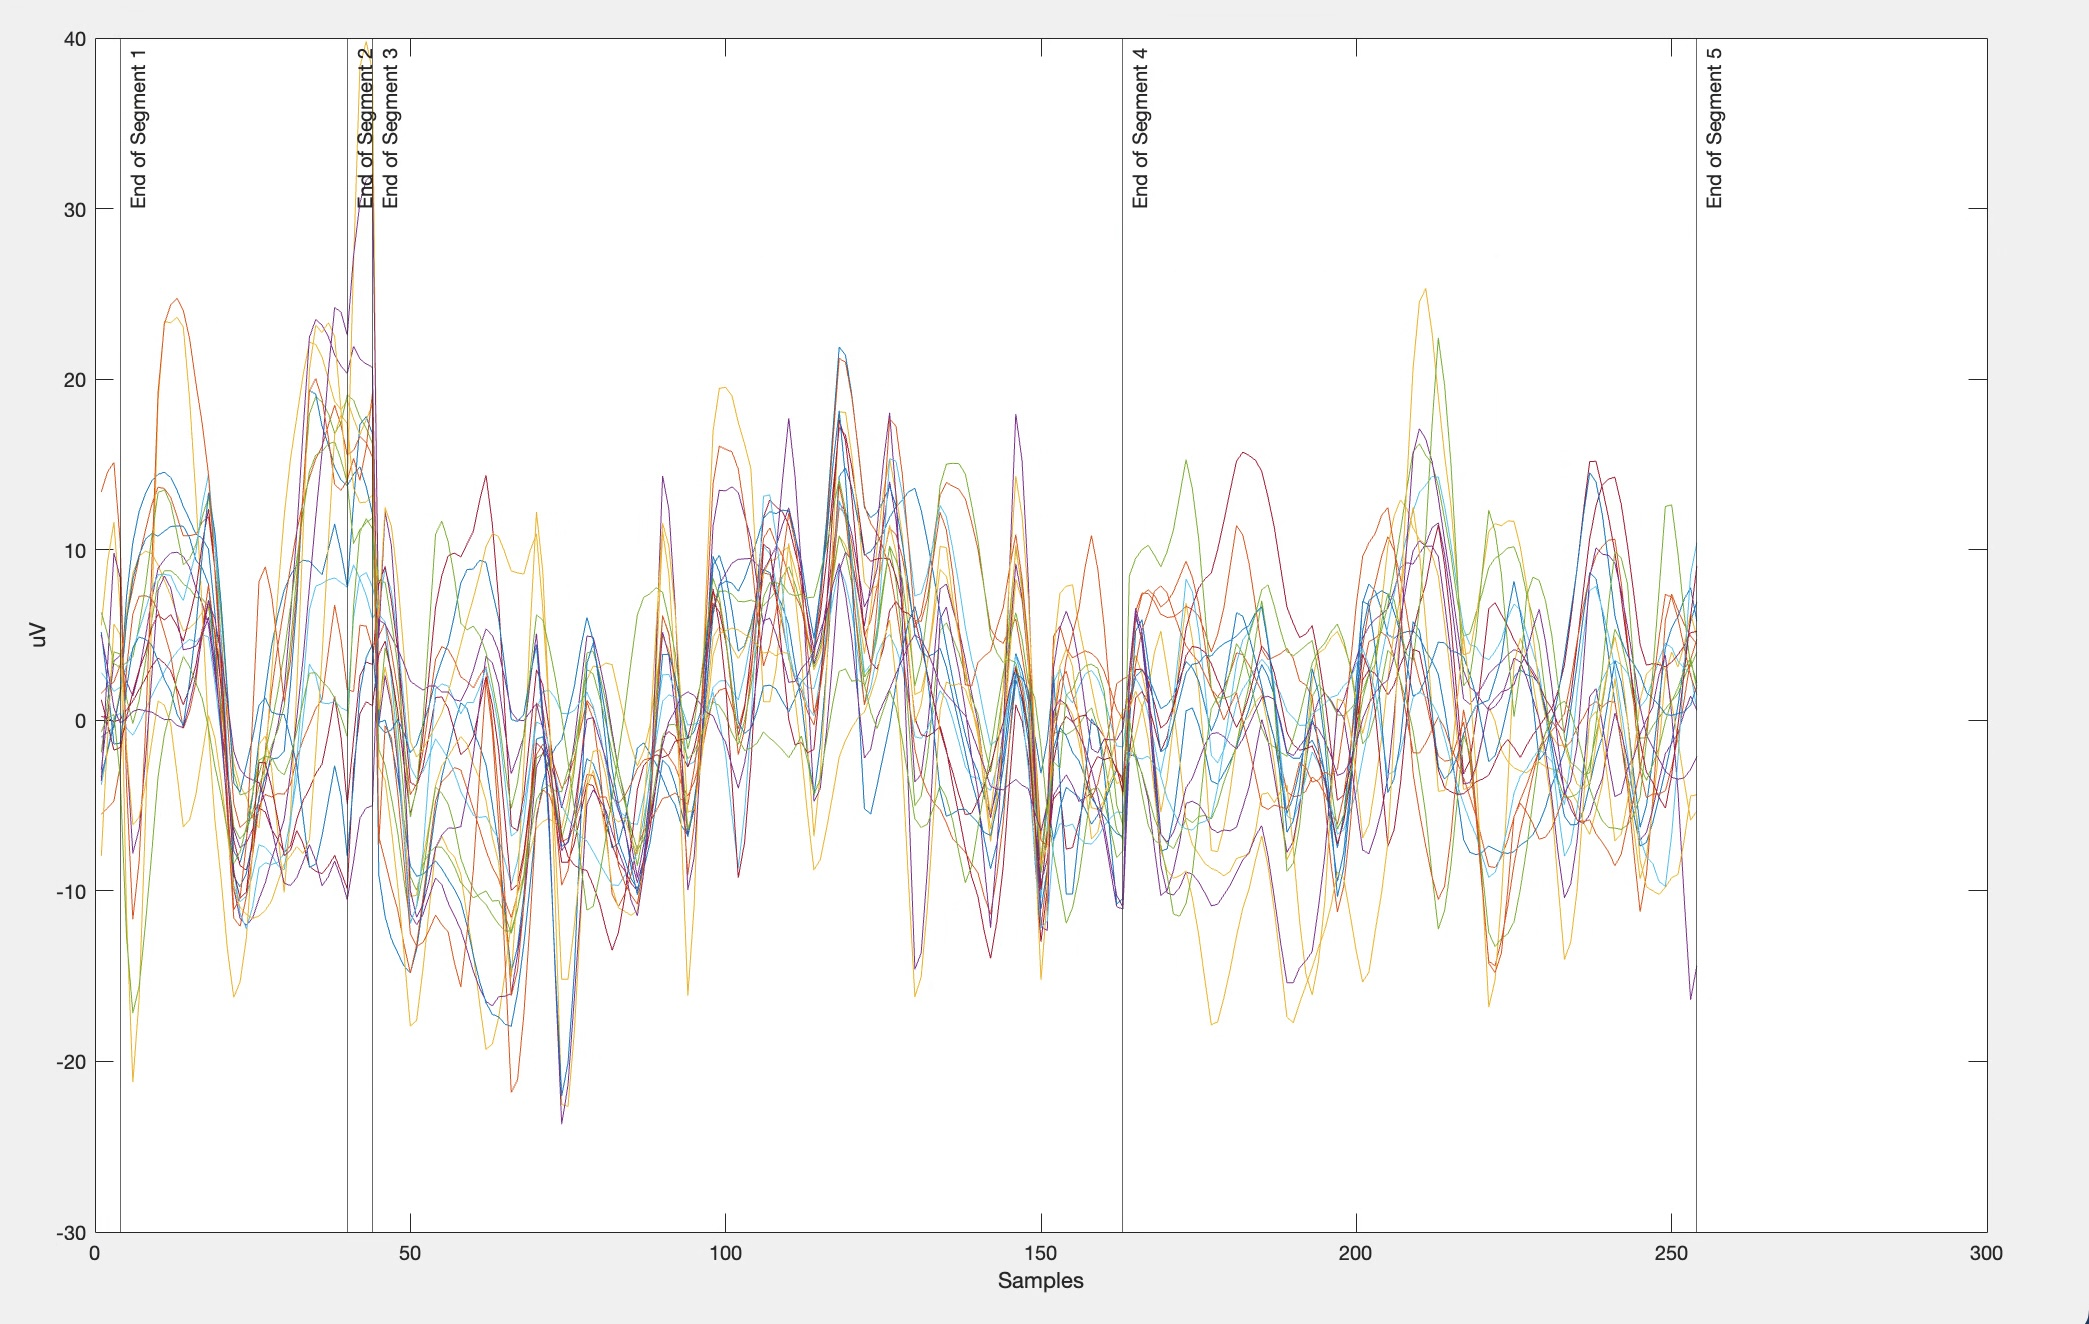 40
30
20
10
0
-10
-20
-30
uV
End of Segment 1
End of Segment 2
End of Segment 3
End of Segment 4
End of Segment 5
0 50 100 150 200 250 300
Samples